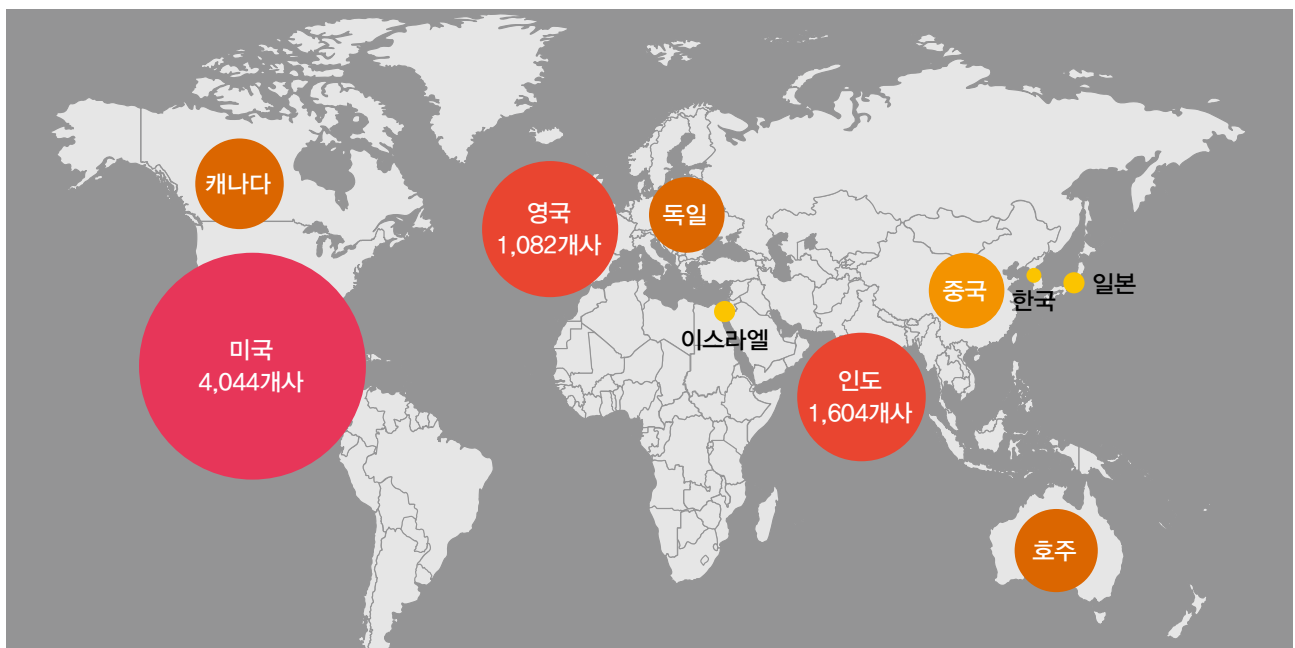 캐나다
영국
1,082개사
독일
중국
한국
일본
이스라엘
미국
4,044개사
인도
1,604개사
호주